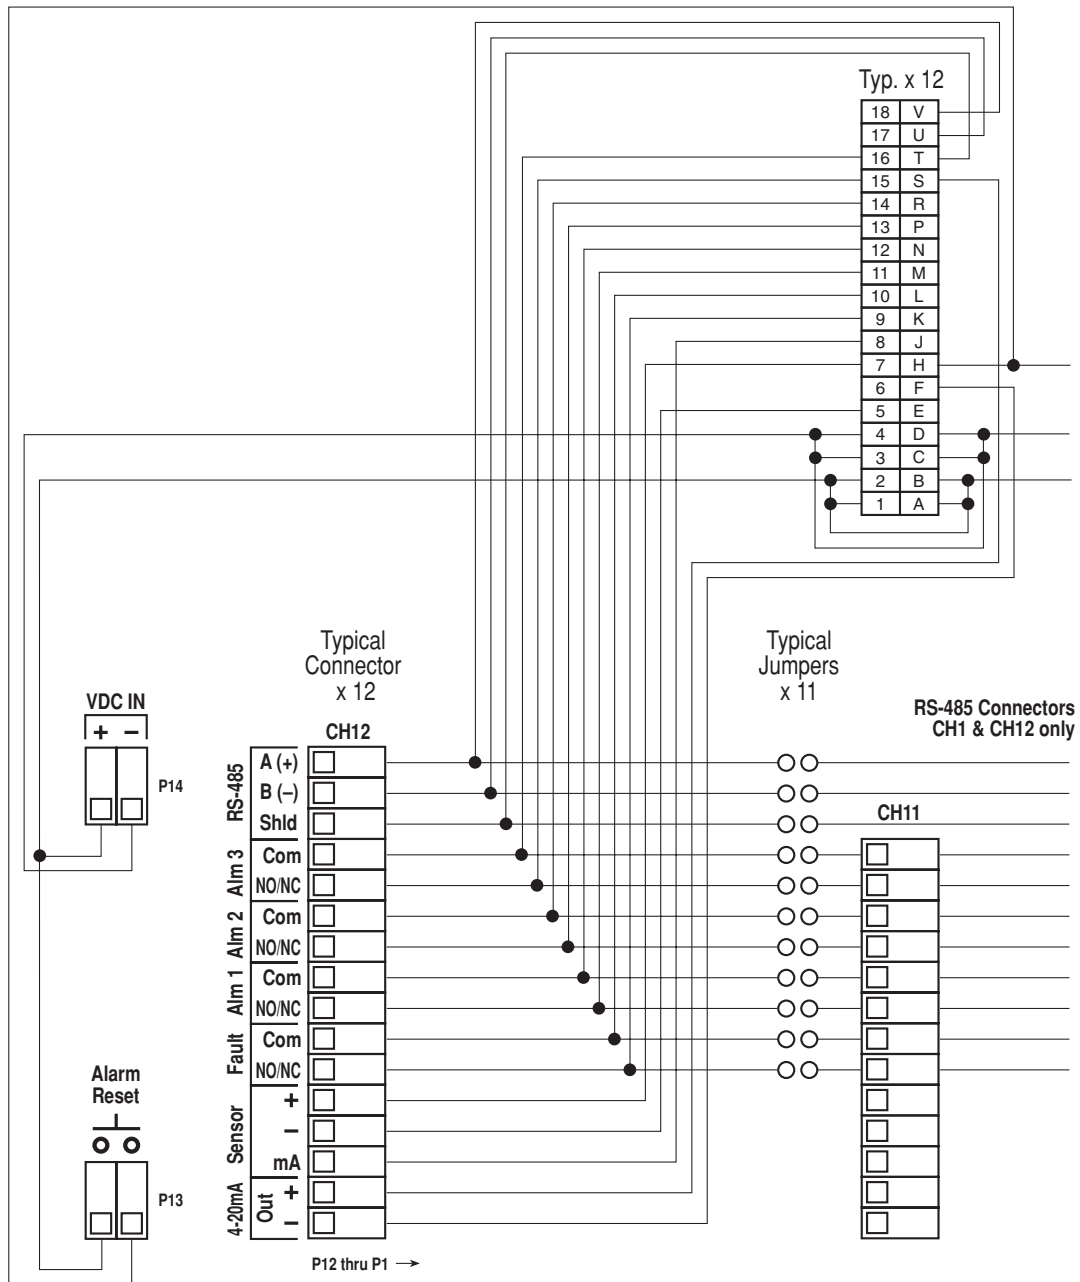 Typ. x 12
18 V
17 U
16 T
15 S
14 R
13 P
12 N
11 M
10 L
9 K
8 J
7 H
6 F
5 E
4 D
3 C
2 B
1 A
Typical
Connector
x 12
Typical
Jumpers
x 11
RS-485 Connectors
CH1 & CH12 only
VDC IN
+ −
P14
CH12
CH11
RS-485
A (+)
B (−)
Shld
Alm 3
Com
NO/NC
Alm 2
Com
NO/NC
Alm 1
Com
NO/NC
Fault
Com
NO/NC
Sensor
+
−
mA
4-20mA
Out
+
−
Alarm
Reset
P13
P12 thru P1 →